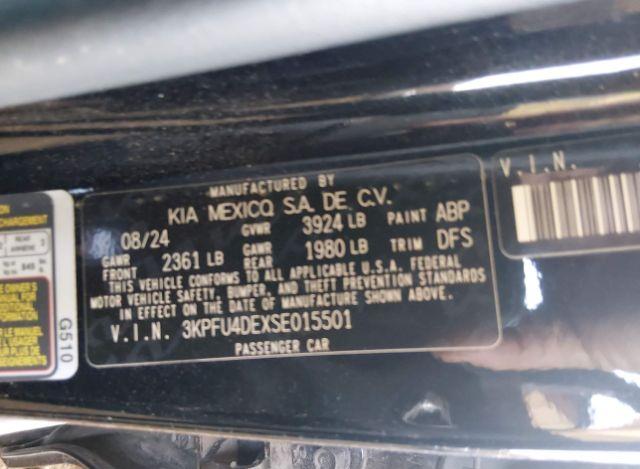 MANUFACTURED BY
KIA MEXICO, S.A. DE C.V.
08/24 GVWR 3924 LB PAINT ABP
GAWR FRONT 2361 LB GAWR REAR 1980 LB TRIM DFS
THIS VEHICLE CONFORMS TO ALL APPLICABLE U.S.A. FEDERAL
MOTOR VEHICLE SAFETY, BUMPER, AND THEFT PREVENTION STANDARDS
IN EFFECT ON THE DATE OF MANUFACTURE SHOWN ABOVE.
V.I.N. 3KPFU4DEXSE015501
PASSENGER CAR
V.I.N.
G510